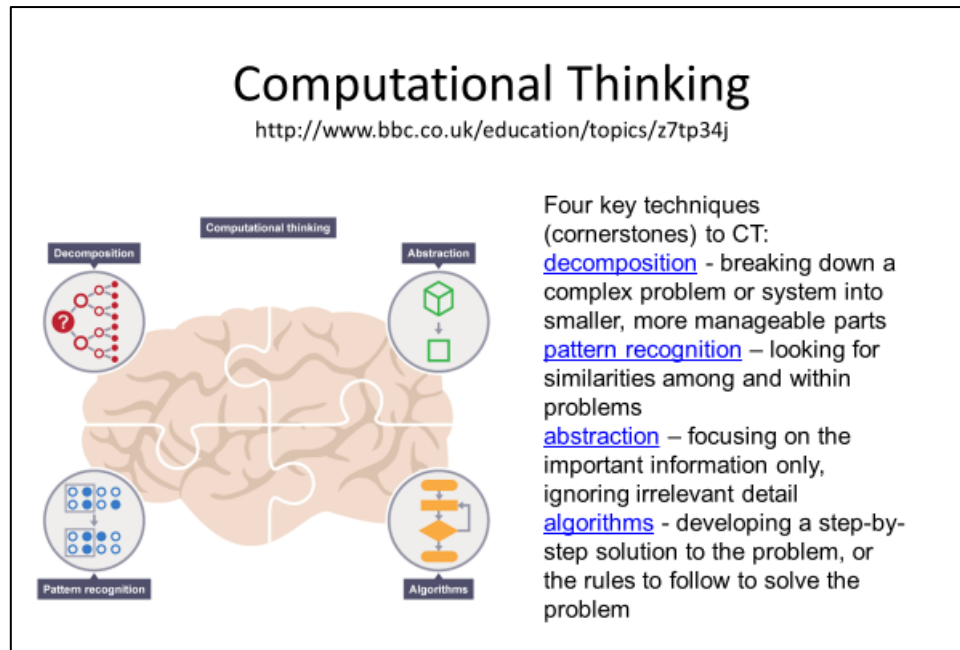 Computational Thinking
http://www.bbc.co.uk/education/topics/z7tp34j
Computational thinking
Decomposition
Abstraction
?
Pattern recognition
Algorithms
Four key techniques
(cornerstones) to CT:
decomposition - breaking down a
complex problem or system into
smaller, more manageable parts
pattern recognition – looking for
similarities among and within
problems
abstraction – focusing on the
important information only,
ignoring irrelevant detail
algorithms - developing a step-by-
step solution to the problem, or
the rules to follow to solve the
problem